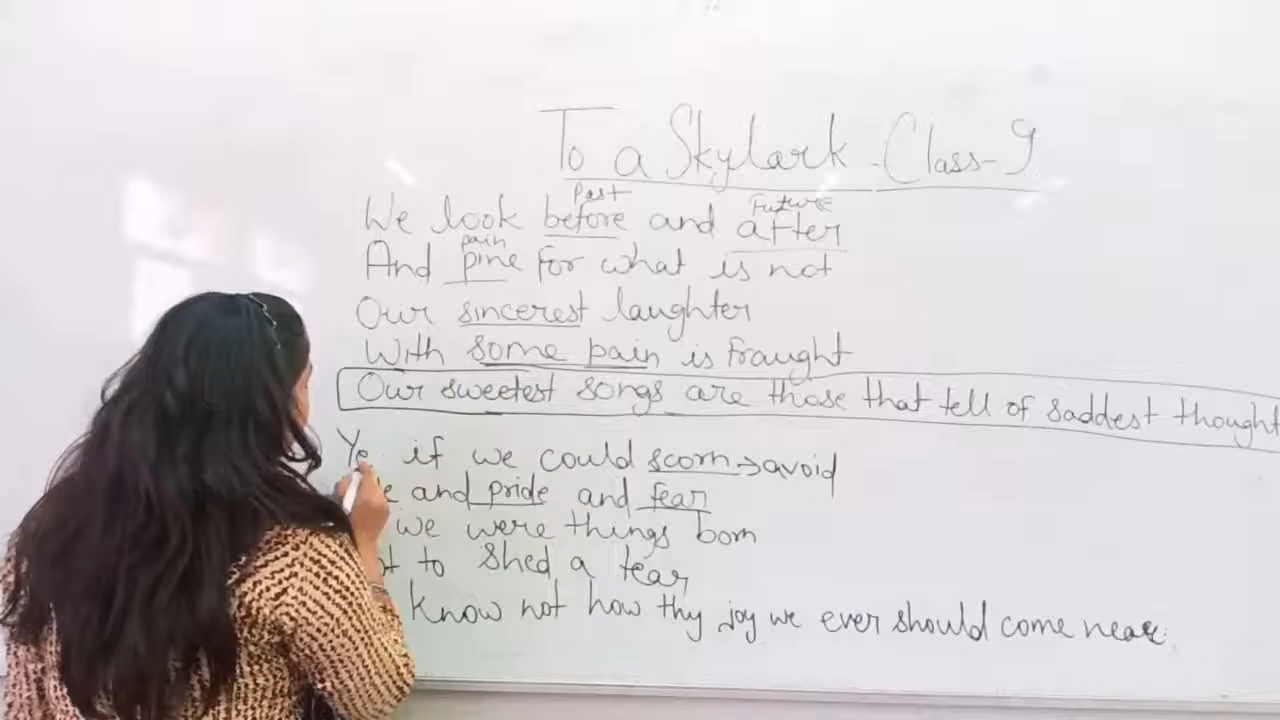 To a Skylark - Class-9
Past Future
We look before and after
pain
And pine for what is not
Our sincerest laughter
With some pain is fraught
Our sweetest songs are those that tell of saddest thought
if we could scorn → avoid
and pride and fear
we were things born
to shed a tear
know not how thy joy we ever should come near.